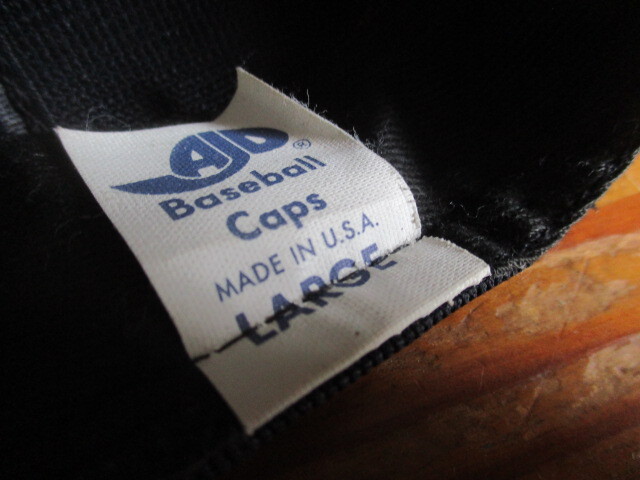 AJD®
Baseball
Caps
MADE IN U.S.A.
LARGE